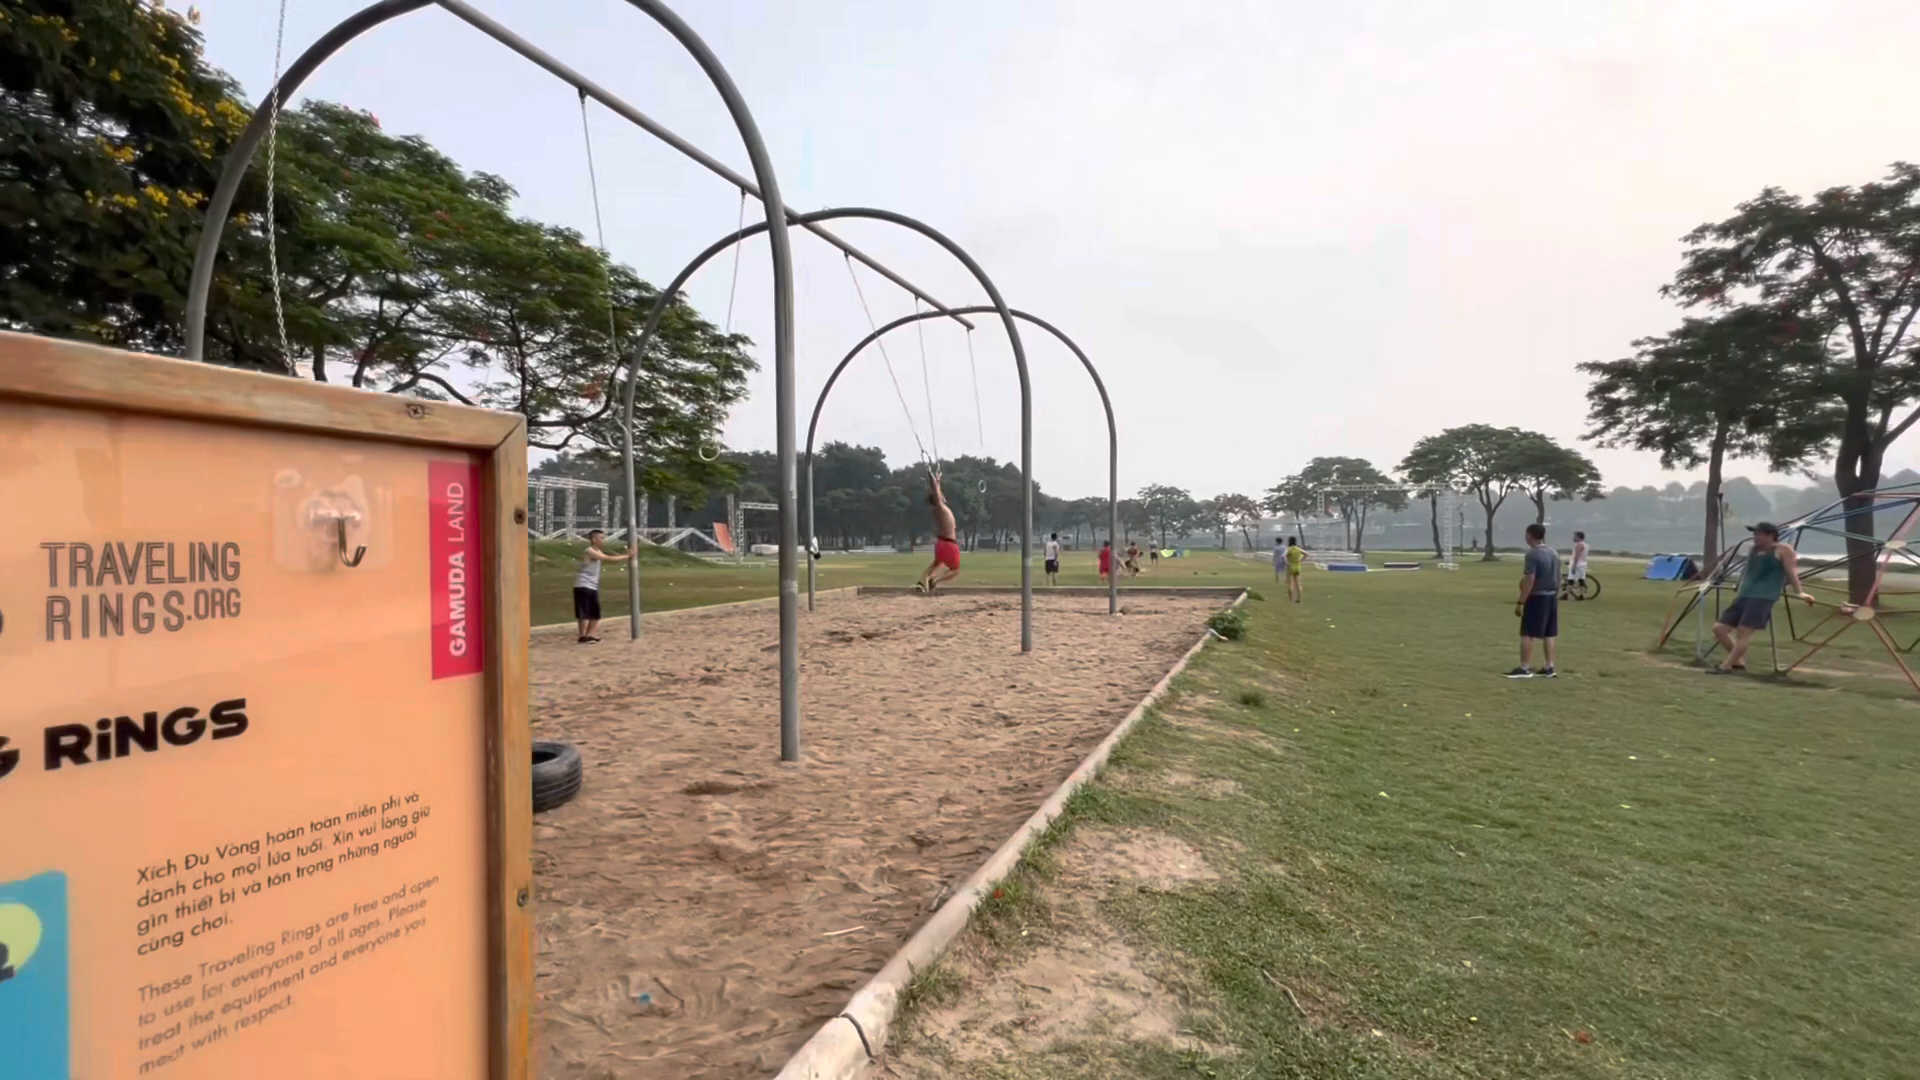 TRAVELING
RINGS.ORG
GAMUDA LAND
RiNGS
Xích Đu Vòng hoàn toàn miễn phí và
dành cho mọi lứa tuổi. Xin vui lòng giữ
gìn thiết bị và tôn trọng những người
cùng chơi.
These Traveling Rings are free and open
to use for everyone of all ages. Please
treat the equipment and everyone you
meet with respect.